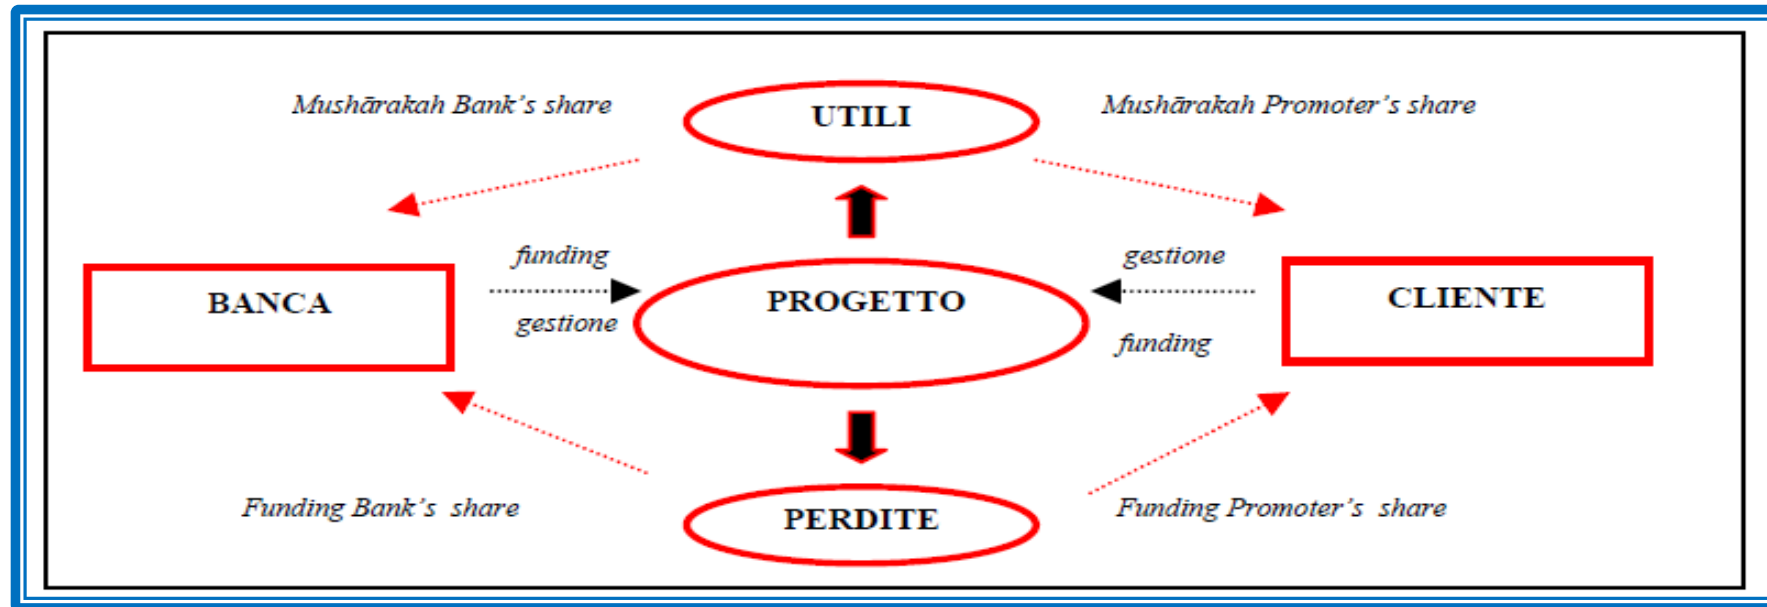 Mushārakah Bank's share
UTILI
Mushārakah Promoter's share
funding
gestione
BANCA
PROGETTO
CLIENTE
gestione
funding
Funding Bank's share
PERDITE
Funding Promoter's share